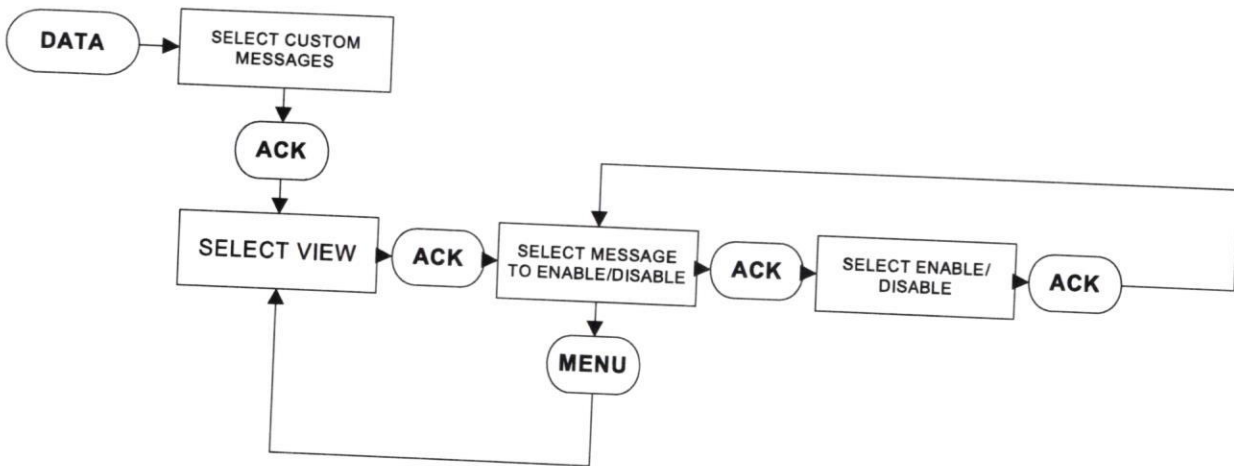 DATA
SELECT CUSTOM
MESSAGES
ACK
SELECT VIEW
ACK
SELECT MESSAGE
TO ENABLE/DISABLE
ACK
SELECT ENABLE/
DISABLE
ACK
MENU